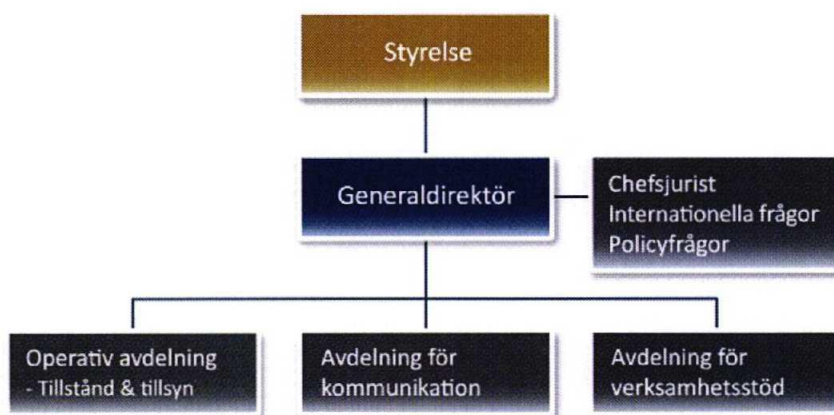 Styrelse
Generaldirektör
Chefsjurist
Internationella frågor
Policyfrågor
Operativ avdelning
- Tillstånd & tillsyn
Avdelning för
kommunikation
Avdelning för
verksamhetsstöd